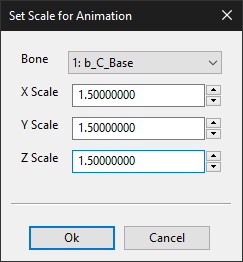 Set Scale for Animation
Bone 1: b_C_Base
X Scale 1.50000000
Y Scale 1.50000000
Z Scale 1.50000000
Ok Cancel